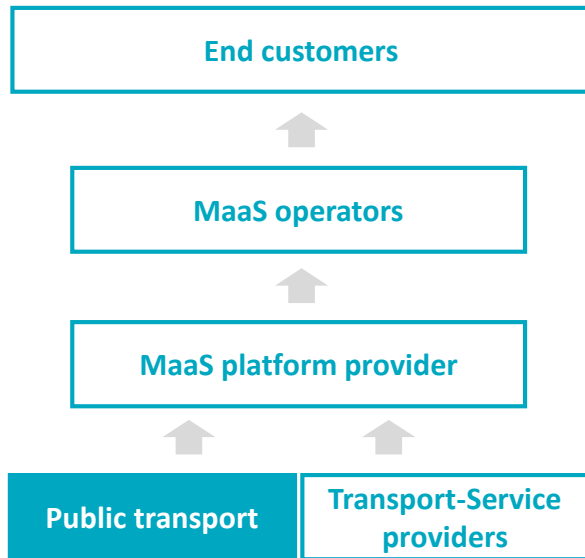 End customers
MaaS operators
MaaS platform provider
Public transport
Transport-Service
providers